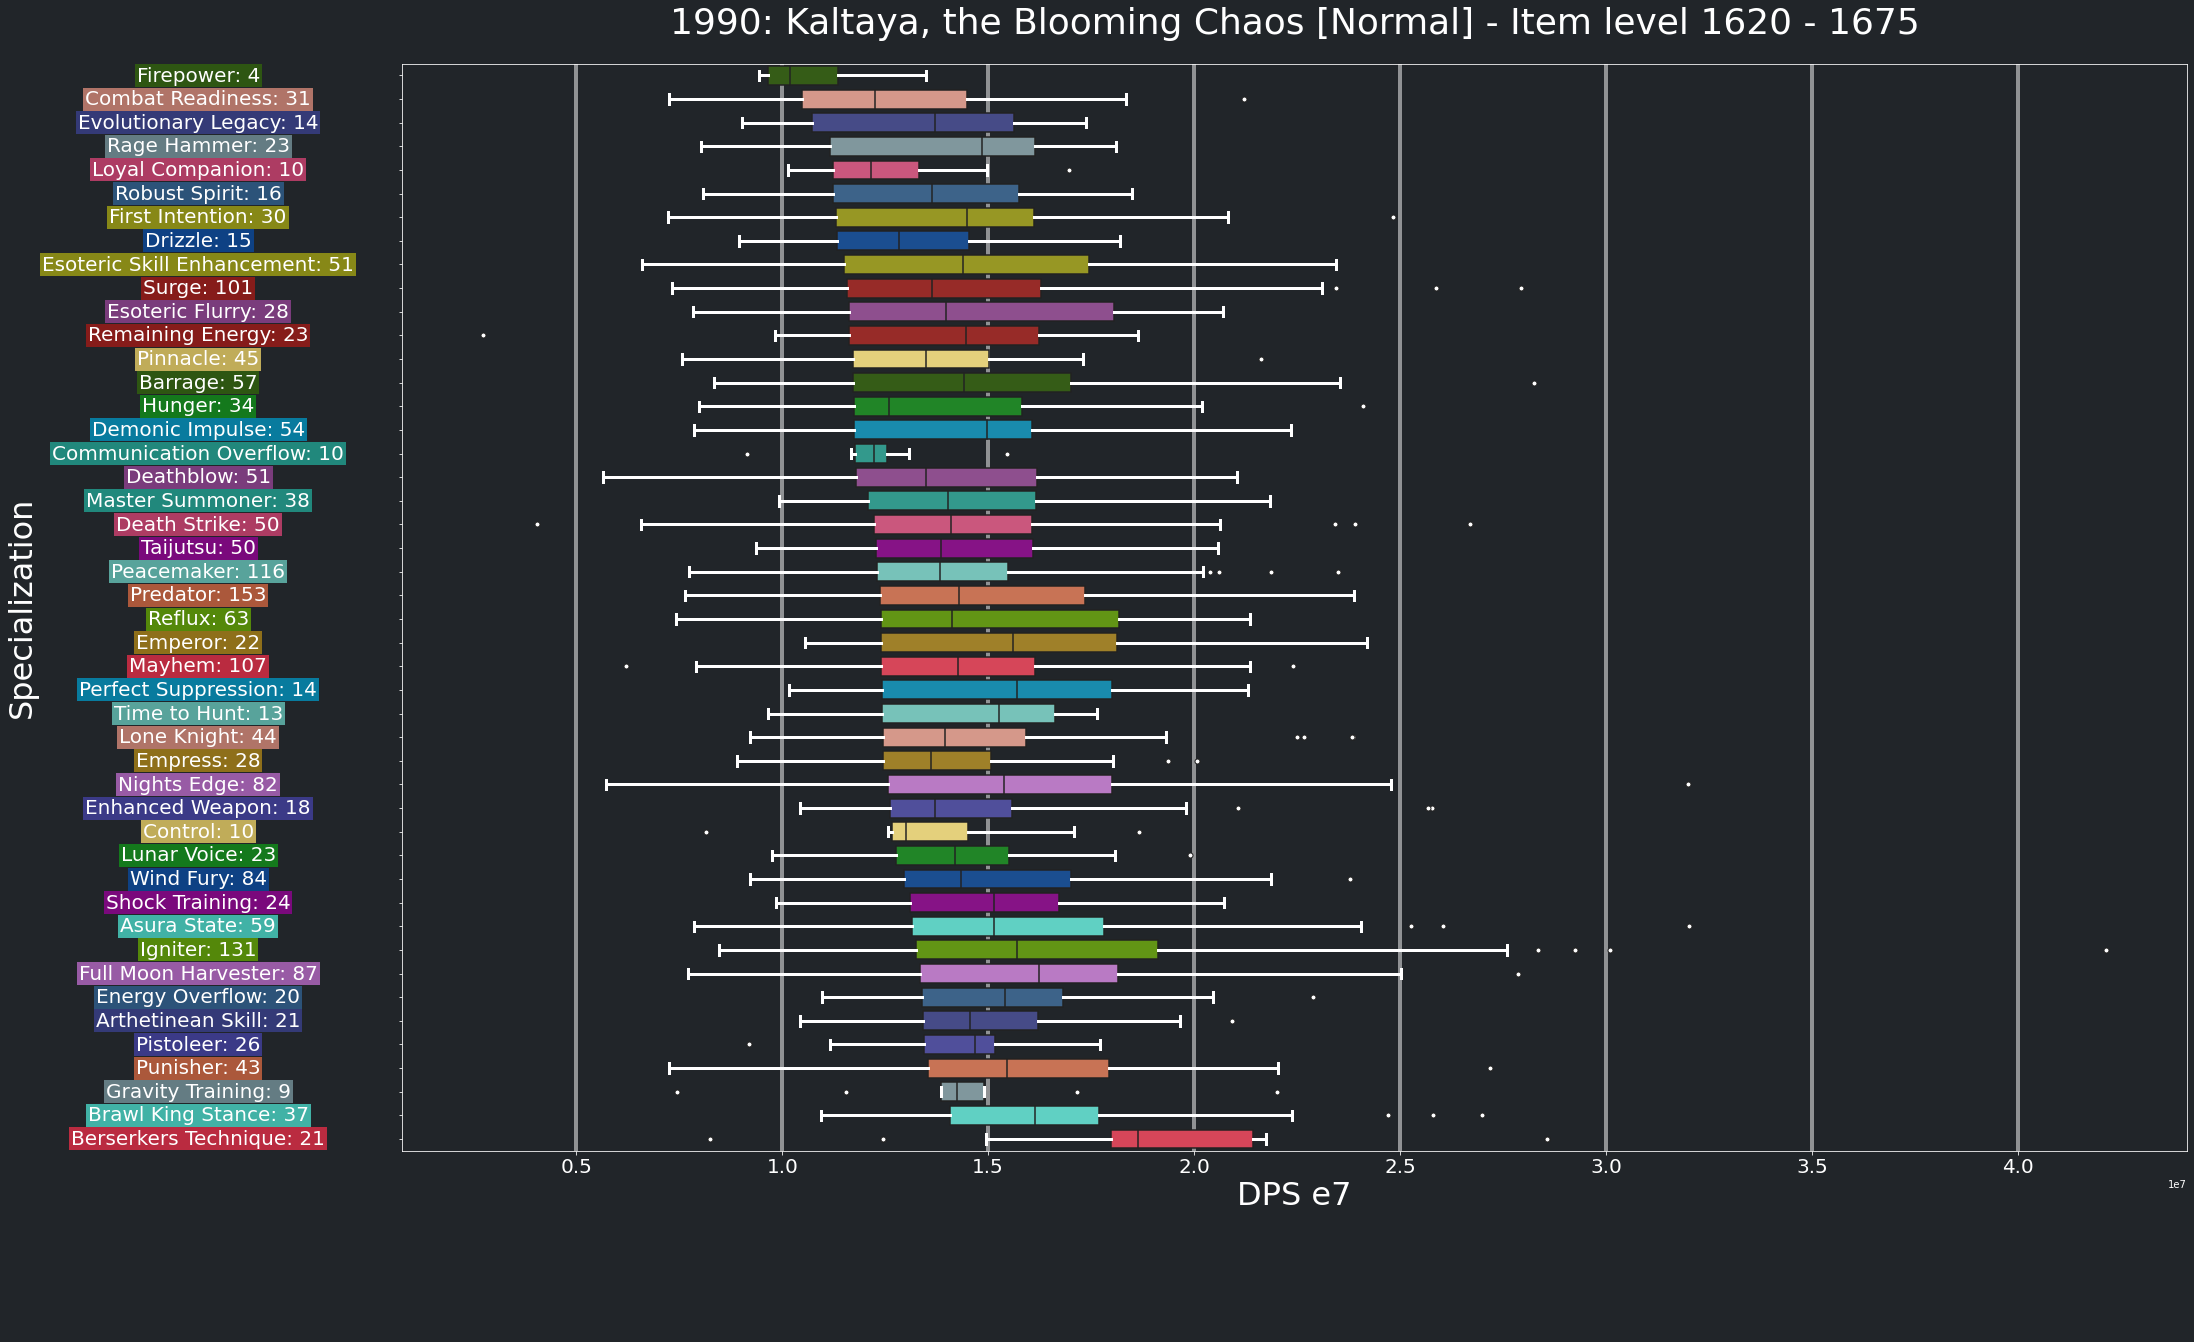 1990: Kaltaya, the Blooming Chaos [Normal] - Item level 1620 - 1675
Specialization
Firepower: 4
Combat Readiness: 31
Evolutionary Legacy: 14
Rage Hammer: 23
Loyal Companion: 10
Robust Spirit: 16
First Intention: 30
Drizzle: 15
Esoteric Skill Enhancement: 51
Surge: 101
Esoteric Flurry: 28
Remaining Energy: 23
Pinnacle: 45
Barrage: 57
Hunger: 34
Demonic Impulse: 54
Communication Overflow: 10
Deathblow: 51
Master Summoner: 38
Death Strike: 50
Taijutsu: 50
Peacemaker: 116
Predator: 153
Reflux: 63
Emperor: 22
Mayhem: 107
Perfect Suppression: 14
Time to Hunt: 13
Lone Knight: 44
Empress: 28
Nights Edge: 82
Enhanced Weapon: 18
Control: 10
Lunar Voice: 23
Wind Fury: 84
Shock Training: 24
Asura State: 59
Igniter: 131
Full Moon Harvester: 87
Energy Overflow: 20
Arthetinean Skill: 21
Pistoleer: 26
Punisher: 43
Gravity Training: 9
Brawl King Stance: 37
Berserkers Technique: 21
0.5 1.0 1.5 2.0 2.5 3.0 3.5 4.0
1e7
DPS e7